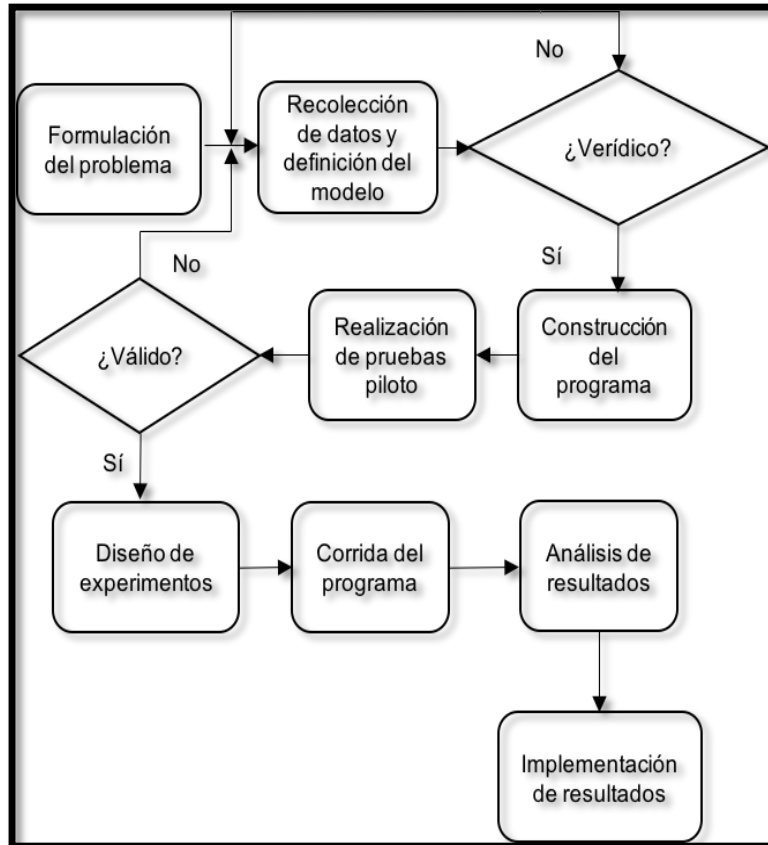 No
Formulación
del problema
Recolección
de datos y
definición del
modelo
¿Verídico?
Sí
Construcción
del
programa
Realización
de pruebas
piloto
¿Válido?
No
Sí
Diseño de
experimentos
Corrida del
programa
Análisis de
resultados
Implementación
de resultados